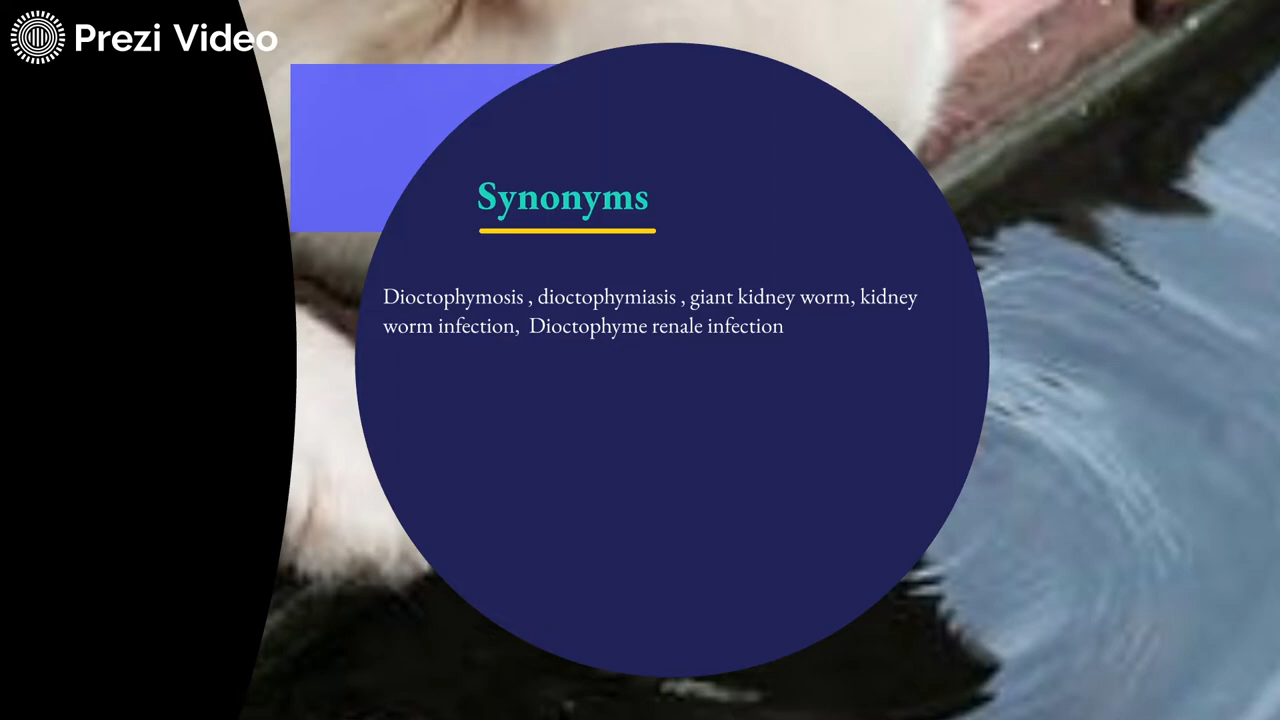 Prezi Video
Synonyms
Dioctophymosis , dioctophymiasis , giant kidney worm, kidney
worm infection,  Dioctophyme renale infection